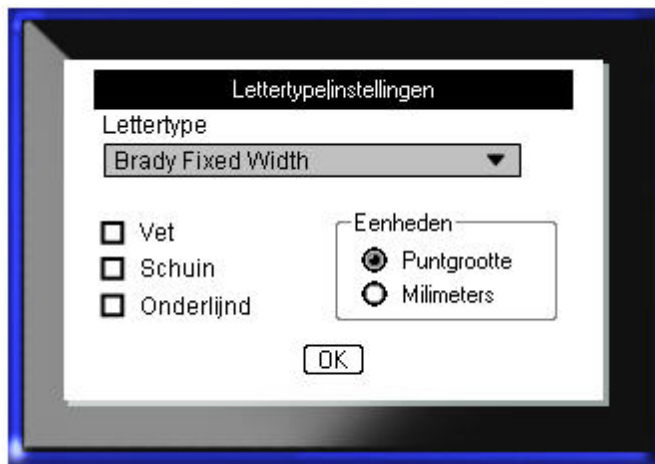 Lettertype|instellingen
Lettertype
Brady Fixed Width
Vet
Schuin
Onderlijnd
Eenheden
Puntgrootte
Milimeters
OK